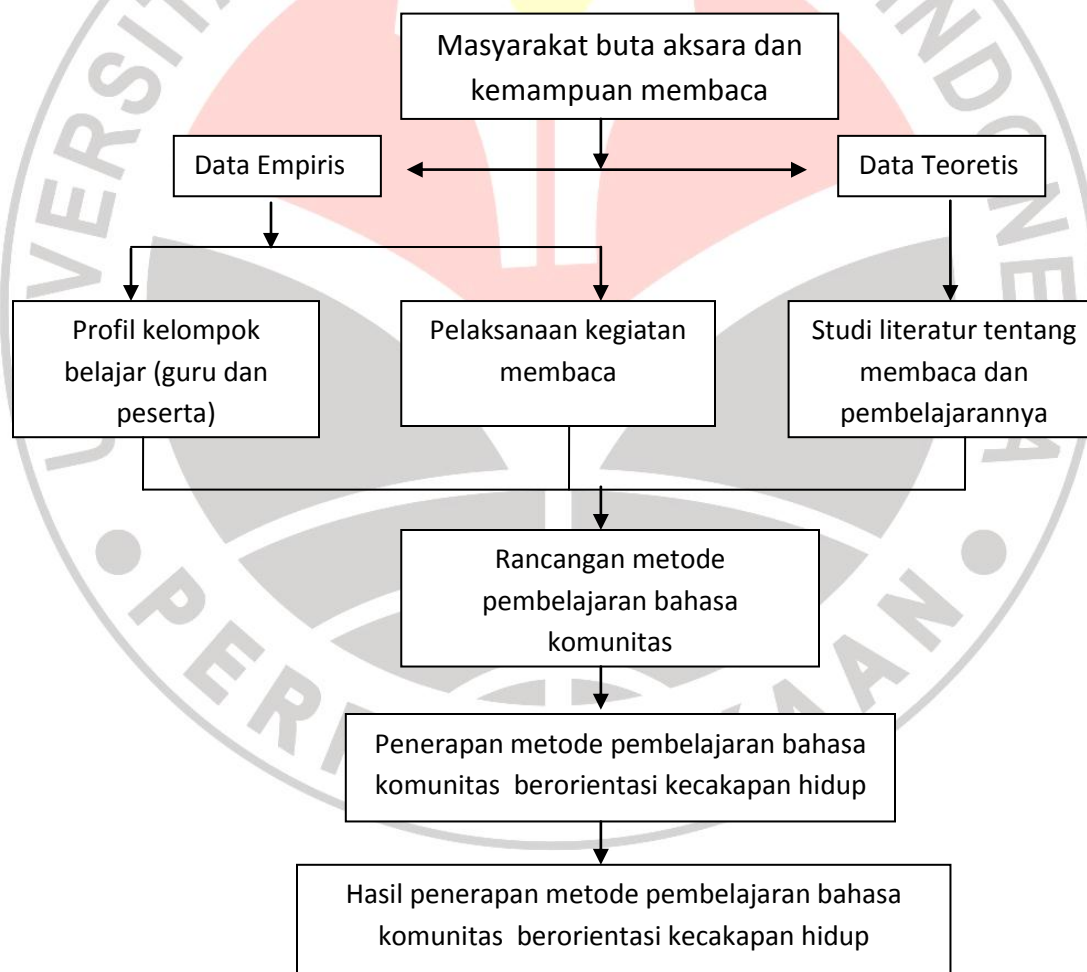 Masyarakat buta aksara dan
kemampuan membaca
Data Empiris
Data Teoretis
Profil kelompok
belajar (guru dan
peserta)
Pelaksanaan kegiatan
membaca
Studi literatur tentang
membaca dan
pembelajarannya
Rancangan metode
pembelajaran bahasa
komunitas
Penerapan metode pembelajaran bahasa
komunitas  berorientasi kecakapan hidup
Hasil penerapan metode pembelajaran bahasa
komunitas  berorientasi kecakapan hidup